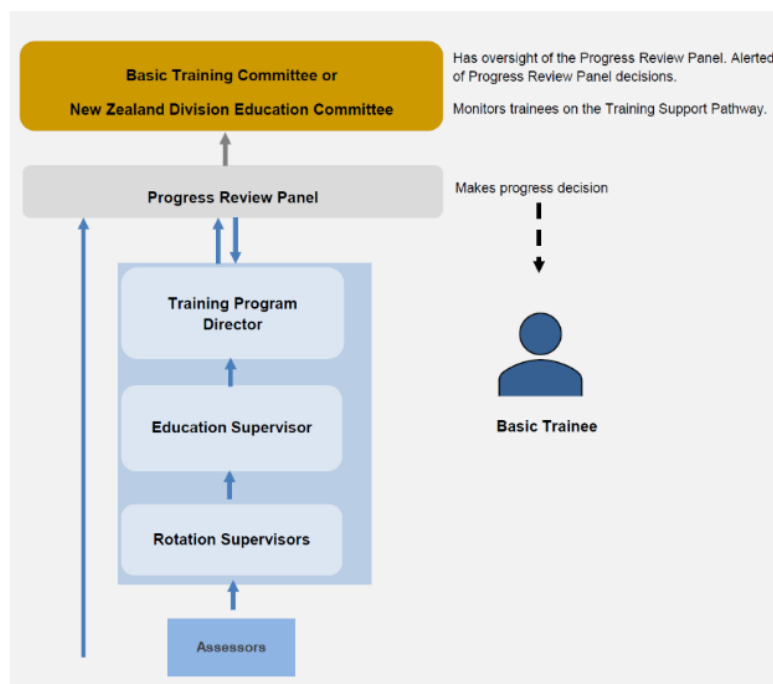 Basic Training Committee or
New Zealand Division Education Committee
Has oversight of the Progress Review Panel. Alerted
of Progress Review Panel decisions.
Monitors trainees on the Training Support Pathway.
Progress Review Panel
Makes progress decision
Training Program
Director
Education Supervisor
Basic Trainee
Rotation Supervisors
Assessors